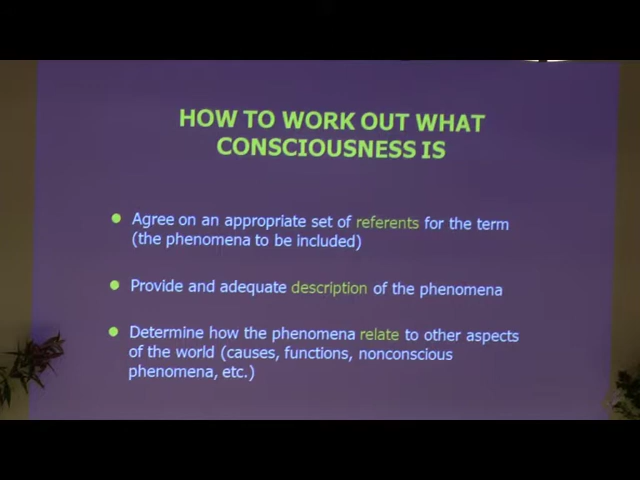 HOW TO WORK OUT WHAT
CONSCIOUSNESS IS
Agree on an appropriate set of referents for the term
(the phenomena to be included)
Provide and adequate description of the phenomena
Determine how the phenomena relate to other aspects
of the world (causes, functions, nonconscious
phenomena, etc.)